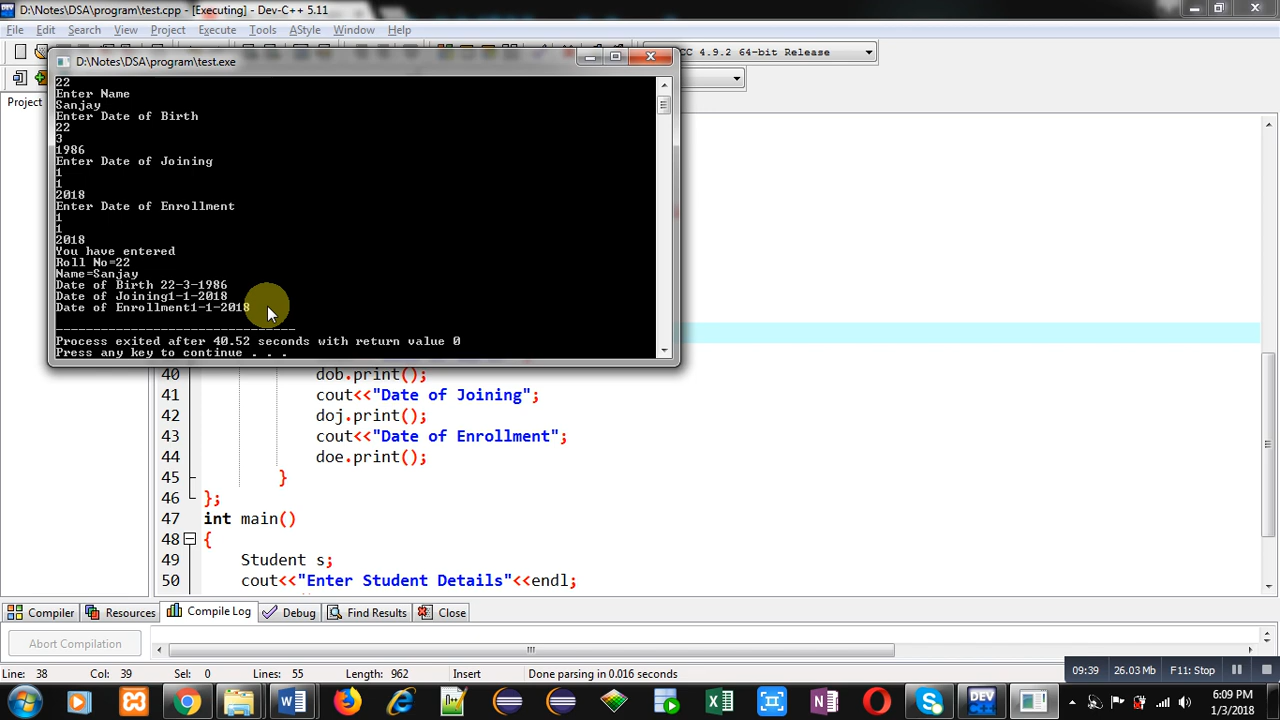 D:\Notes\DSA\program\test.cpp - [Executing] - Dev-C++ 5.11
File Edit Search View Project Execute Tools AStyle Window Help
CC 4.9.2 64-bit Release
D:\Notes\DSA\program\test.exe
Project
22
Enter Name
Sanjay
Enter Date of Birth
22
3
1986
Enter Date of Joining
1
1
2018
Enter Date of Enrollment
1
1
2018
You have entered
Roll No=22
Name=Sanjay
Date of Birth 22-3-1986
Date of Joining1-1-2018
Date of Enrollment1-1-2018
--------------------------------
Process exited after 40.52 seconds with return value 0
Press any key to continue . . .
40 dob.print();
41 cout<<"Date of Joining";
42 doj.print();
43 cout<<"Date of Enrollment";
44 doe.print();
45 }
46 };
47 int main()
48 {
49 Student s;
50 cout<<"Enter Student Details"<<endl;
Compiler Resources Compile Log Debug Find Results Close
Abort Compilation
Line: 38 Col: 39 Sel: 0 Lines: 55 Length: 962 Insert Done parsing in 0.016 seconds
09:39 26.03 Mb F11: Stop
6:09 PM
1/3/2018